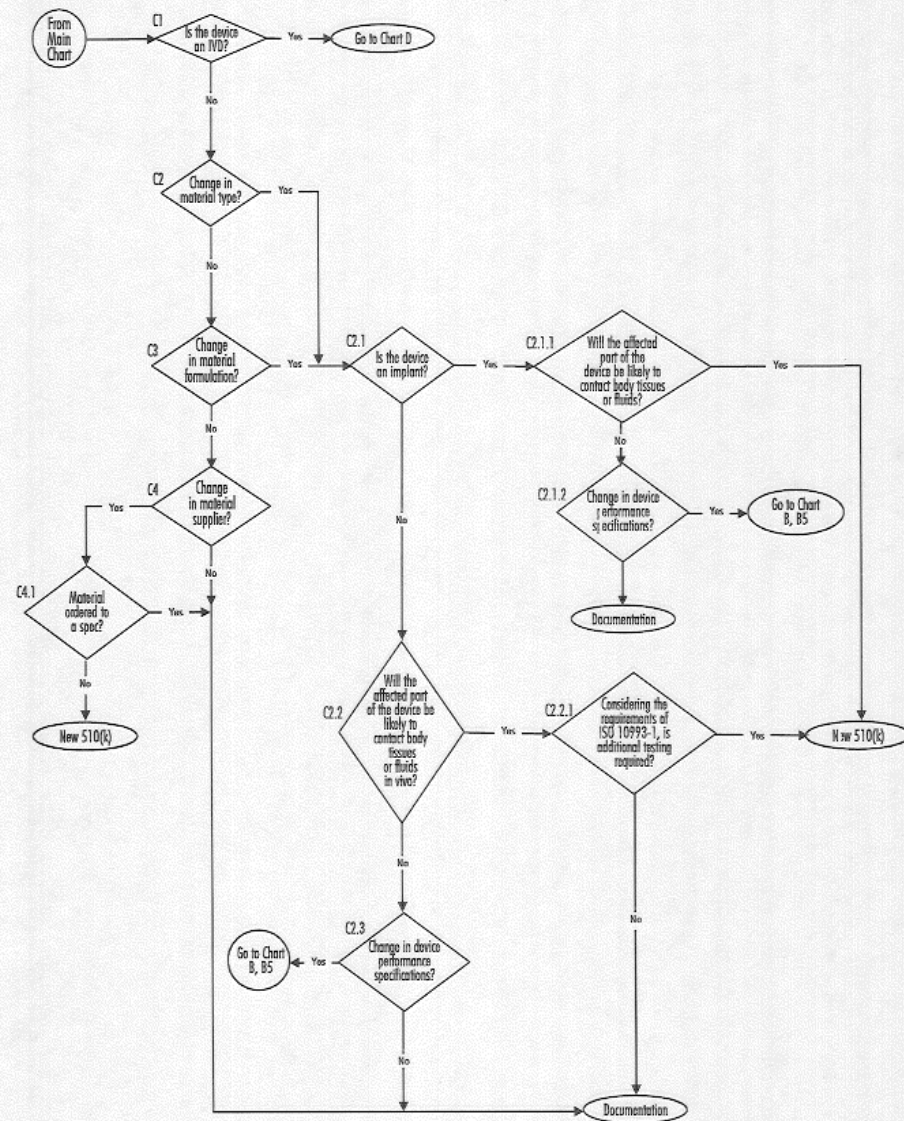 From
Main
Chart
C1
Is the device
an IVD?
Yes
Go to Chart D
No
C2
Change in
material type?
Yes
No
C3
Change
in material
formulation?
Yes
C2.1
Is the device
an implant?
Yes
C2.1.1
Will the affected
part of the
device be likely to
contact body tissues
or fluids?
Yes
No
No
C4
Change
in material
supplier?
Yes
C2.1.2
Change in device
performance
specifications?
Yes
Go to Chart
B, B5
No
No
C4.1
Material
ordered to
a spec?
Yes
Documentation
No
New 510(k)
C2.2
Will the
affected part
of the device be
likely to
contact body
tissues
or fluids
in vivo?
Yes
C2.2.1
Considering the
requirements of
ISO 10993-1, is
additional testing
required?
Yes
New 510(k)
No
No
C2.3
Change in device
performance
specifications?
Yes
Go to Chart
B, B5
No
Documentation